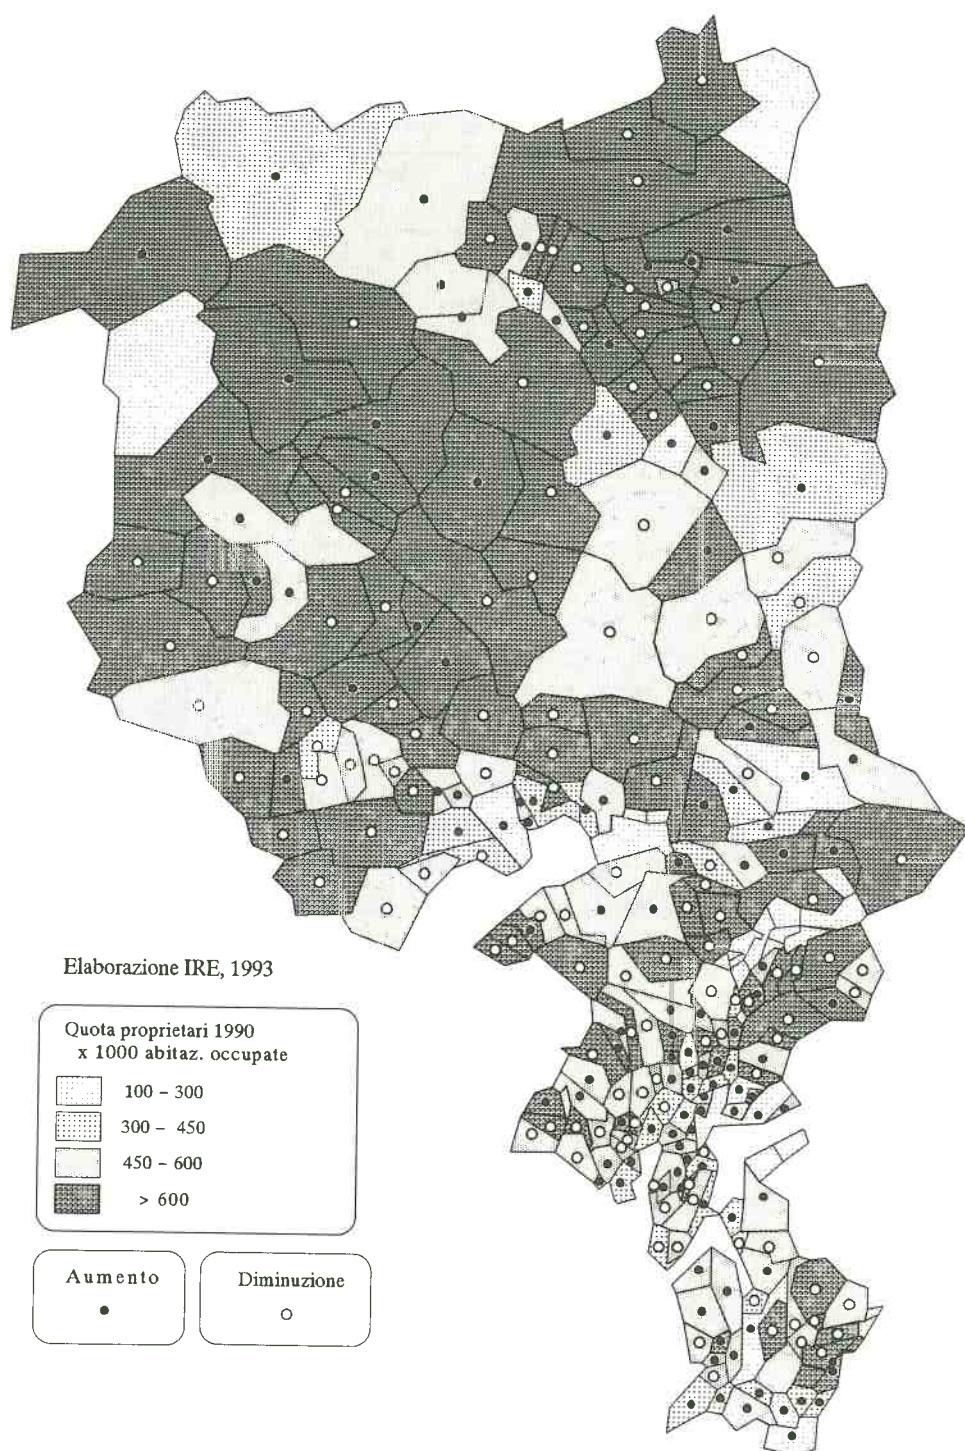 Elaborazione IRE, 1993
Quota proprietari 1990
x 1000 abitaz. occupate
100 – 300
300 – 450
450 – 600
> 600
Aumento
Diminuzione